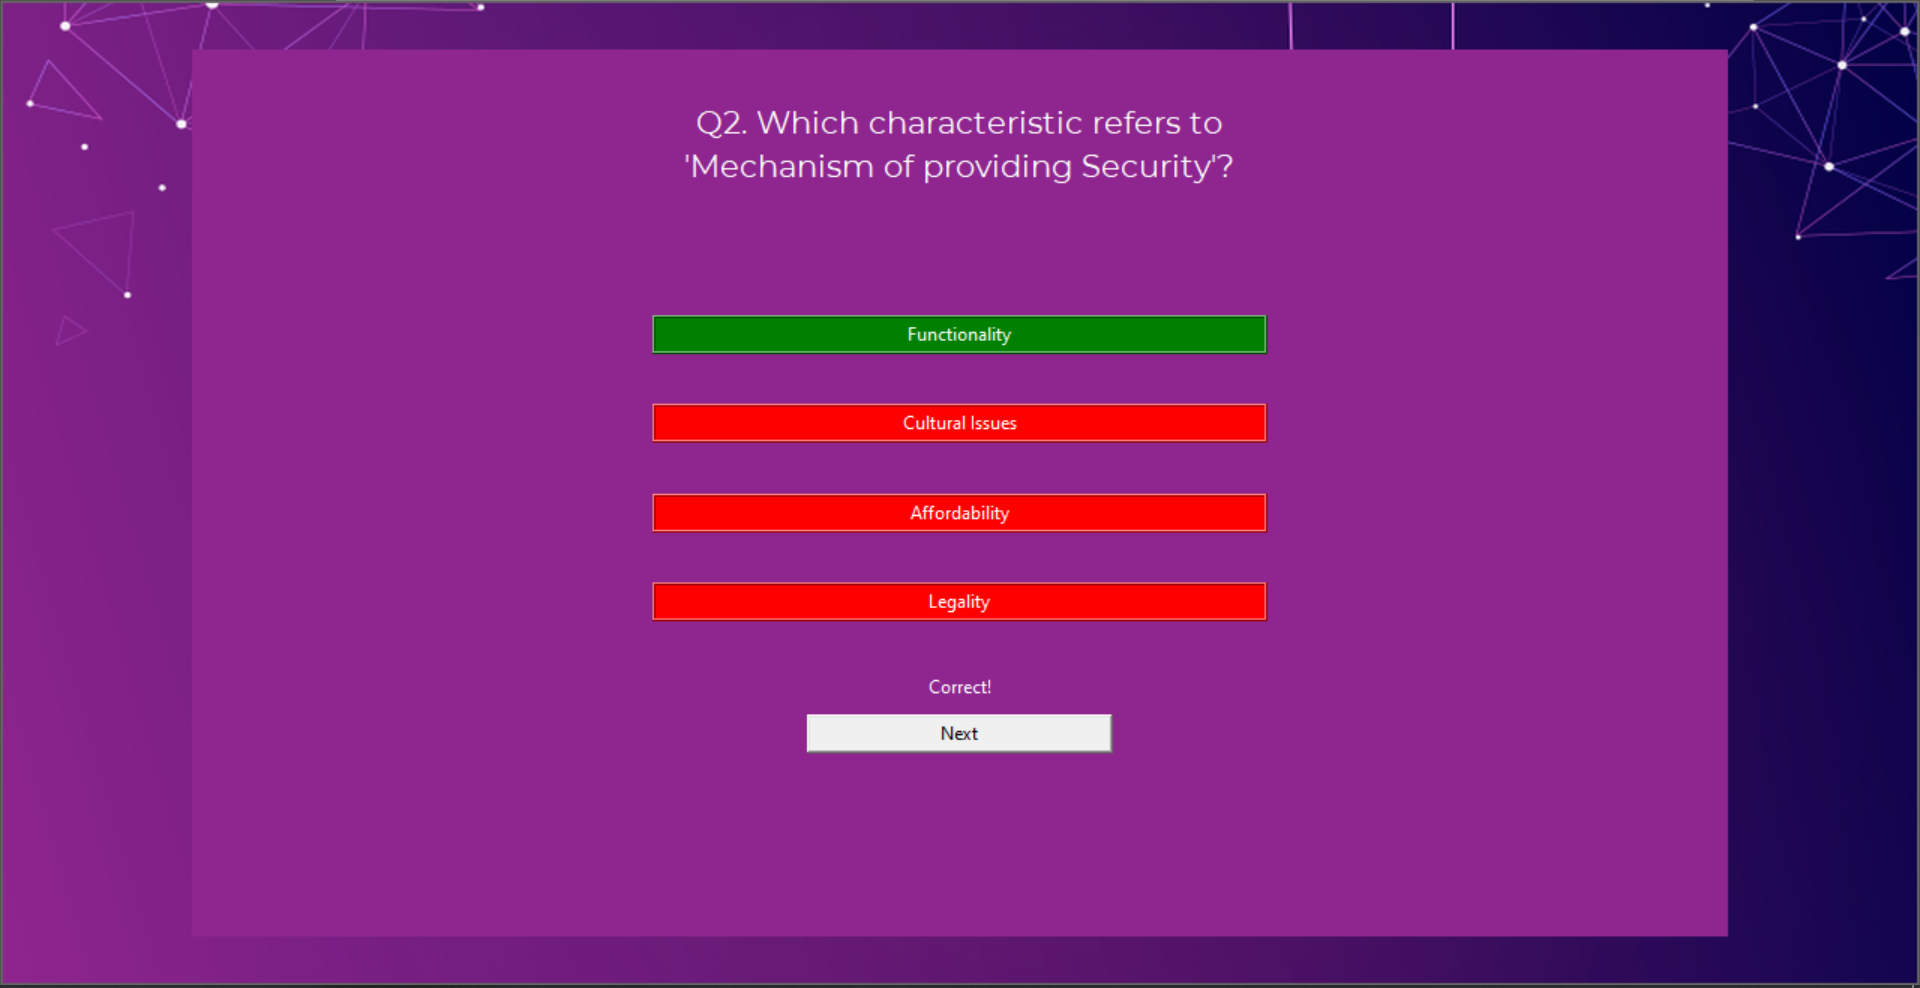 Q2. Which characteristic refers to
'Mechanism of providing Security'?
Functionality
Cultural Issues
Affordability
Legality
Correct!
Next